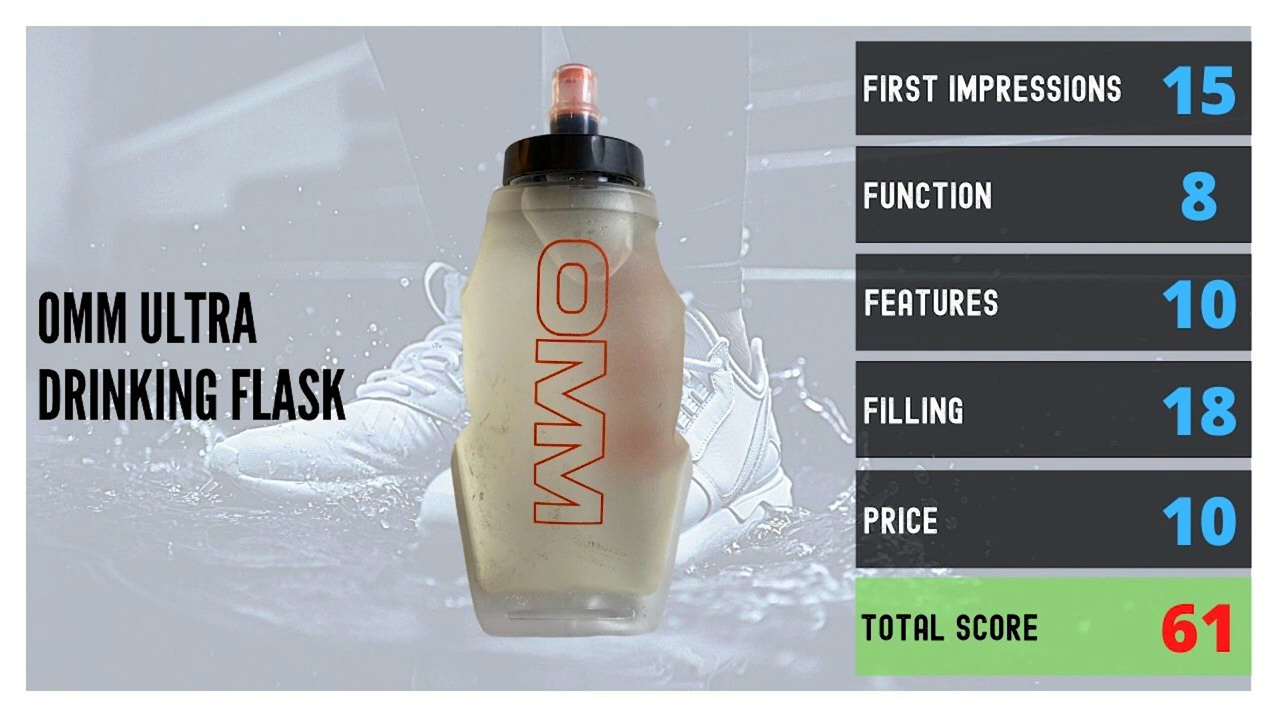 OMM ULTRA
DRINKING FLASK
OMM
FIRST IMPRESSIONS 15
FUNCTION 8
FEATURES 10
FILLING 18
PRICE 10
TOTAL SCORE 61